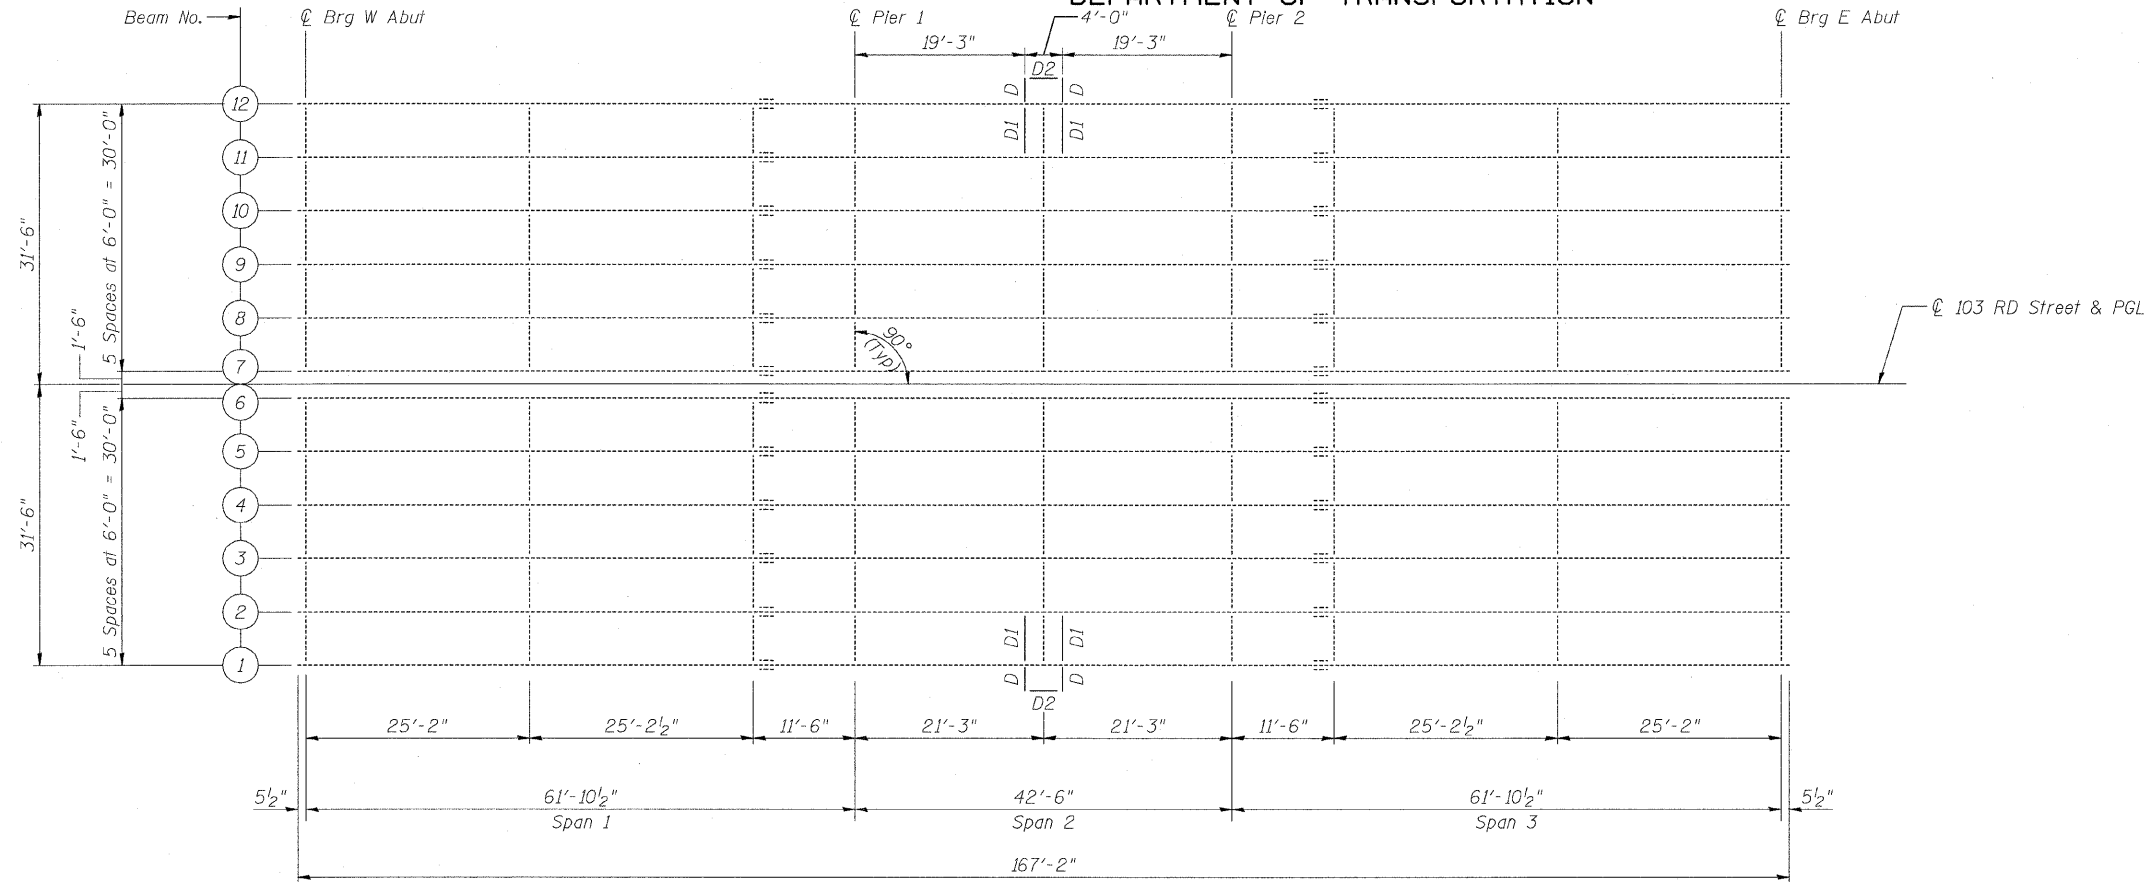 DEPARTMENT OF TRANSPORTATION
Beam No.
℄ Brg W Abut
℄ Pier 1
4'-0"
℄ Pier 2
℄ Brg E Abut
19'-3"
19'-3"
D2
D
D
D1
D1
12
11
10
9
8
7
6
5
4
3
2
1
31'-6"
5 Spaces at 6'-0" = 30'-0"
1'-6"
90°
(Typ)
℄ 103 RD Street & PGL
1'-6"
5 Spaces at 6'-0" = 30'-0"
31'-6"
D1
D1
D
D
D2
25'-2"
25'-2½"
11'-6"
21'-3"
21'-3"
11'-6"
25'-2½"
25'-2"
5½"
61'-10½"
42'-6"
61'-10½"
5½"
Span 1
Span 2
Span 3
167'-2"